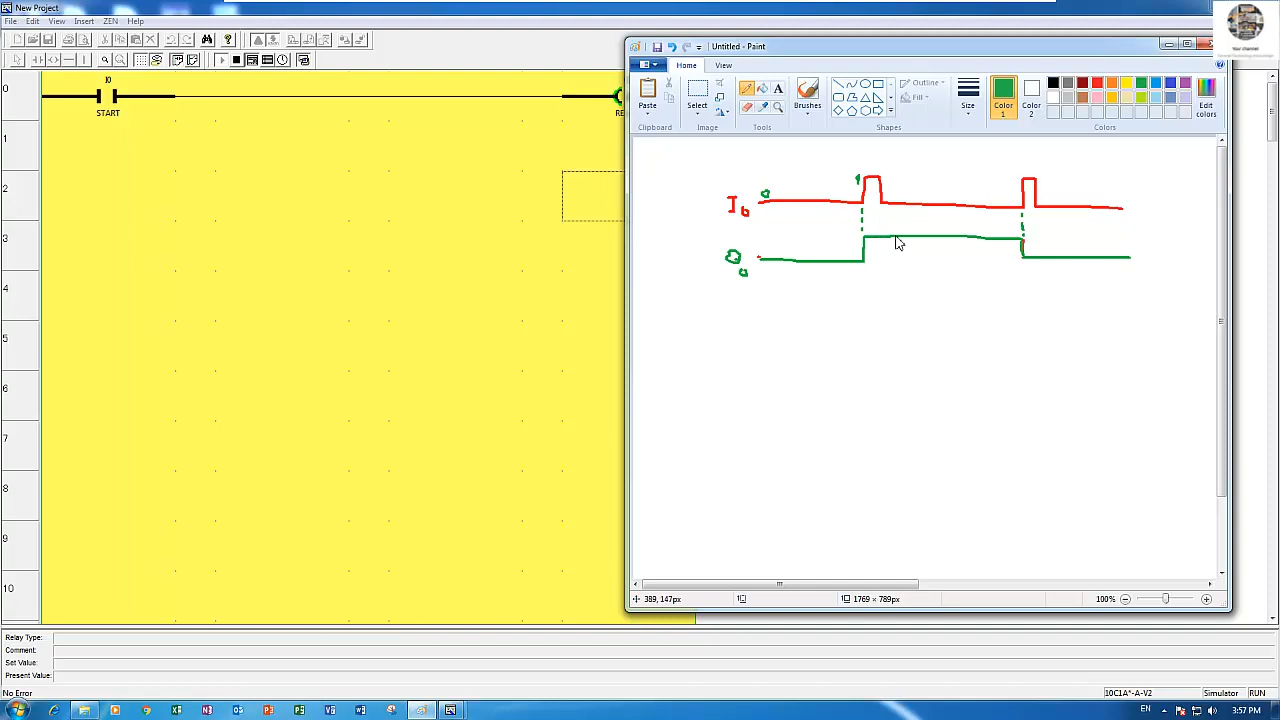 New Project
File Edit View Insert ZEN Help
Your channel
Untitled - Paint
Home View
Paste
Select
Brushes
Outline
Fill
Size
Color 1
Color 2
Edit colors
Clipboard Image Tools Shapes Colors
0
I0
START
RE
1
2
3
4
5
6
7
8
9
10
I0
0
1
Q0
389, 147px
1769 × 789px
100%
Relay Type:
Comment:
Set Value:
Present Value:
No Error
10C1A*-A-V2
Simulator
RUN
EN
3:57 PM